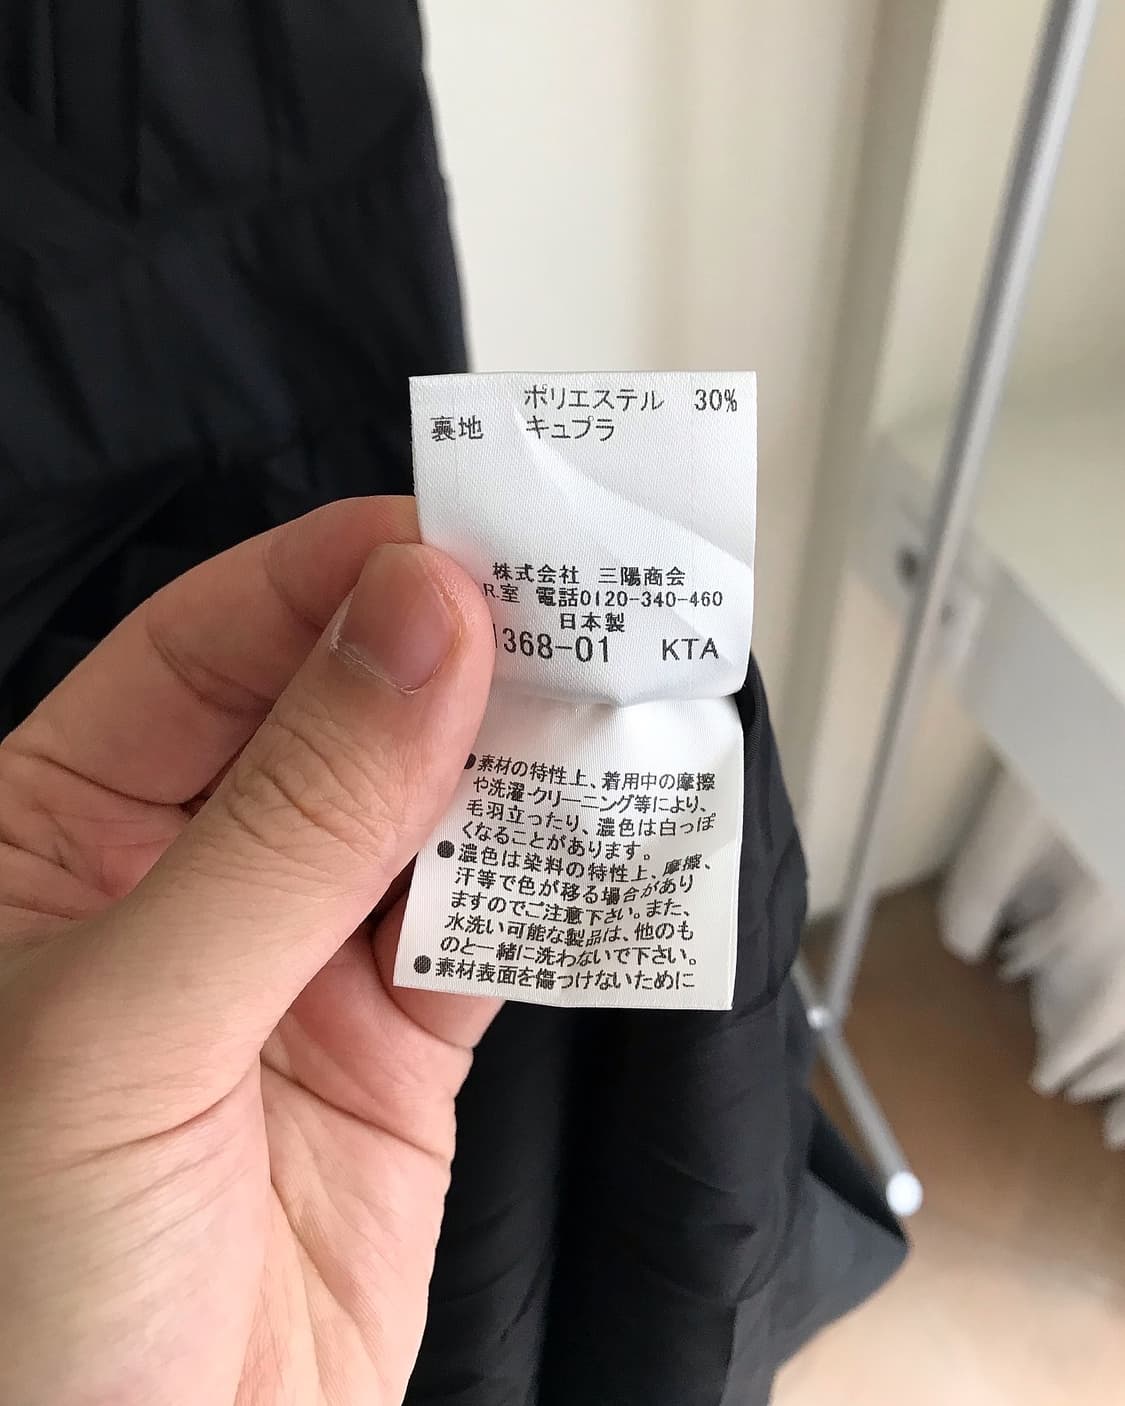 ポリエステル 30%
裏地 キュプラ
株式会社 三陽商会
R.室 電話0120-340-460
日本製
1368-01 KTA
●素材の特性上、着用中の摩擦
や洗濯・クリーニング等により、
毛羽立ったり、濃色は白っぽ
くなることがあります。
●濃色は染料の特性上、摩擦、
汗等で色が移る場合があり
ますのでご注意下さい。また、
水洗い可能な製品は、他のも
のと一緒に洗わないで下さい。
●素材表面を傷つけないために